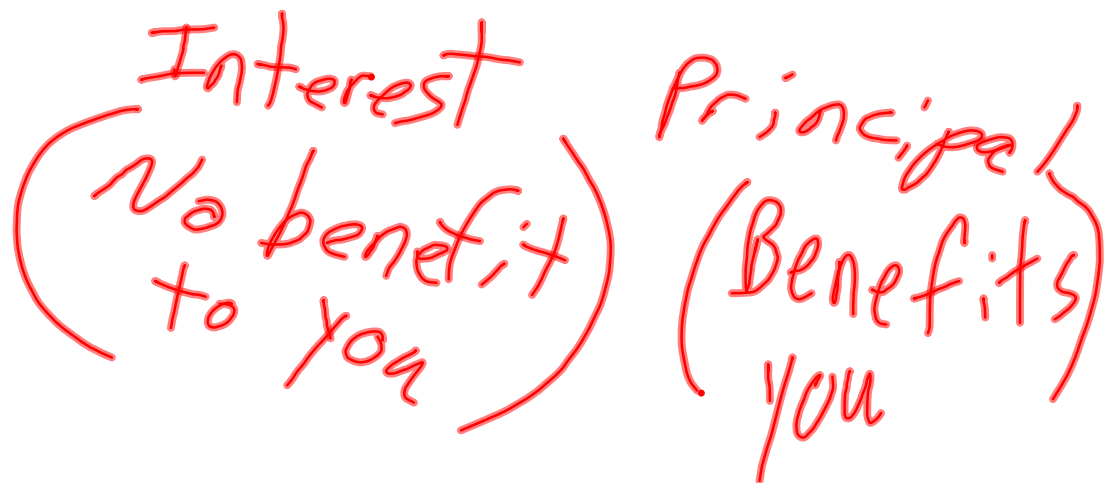 Interest
(No benefit
to you)
Principal
(Benefits
you)